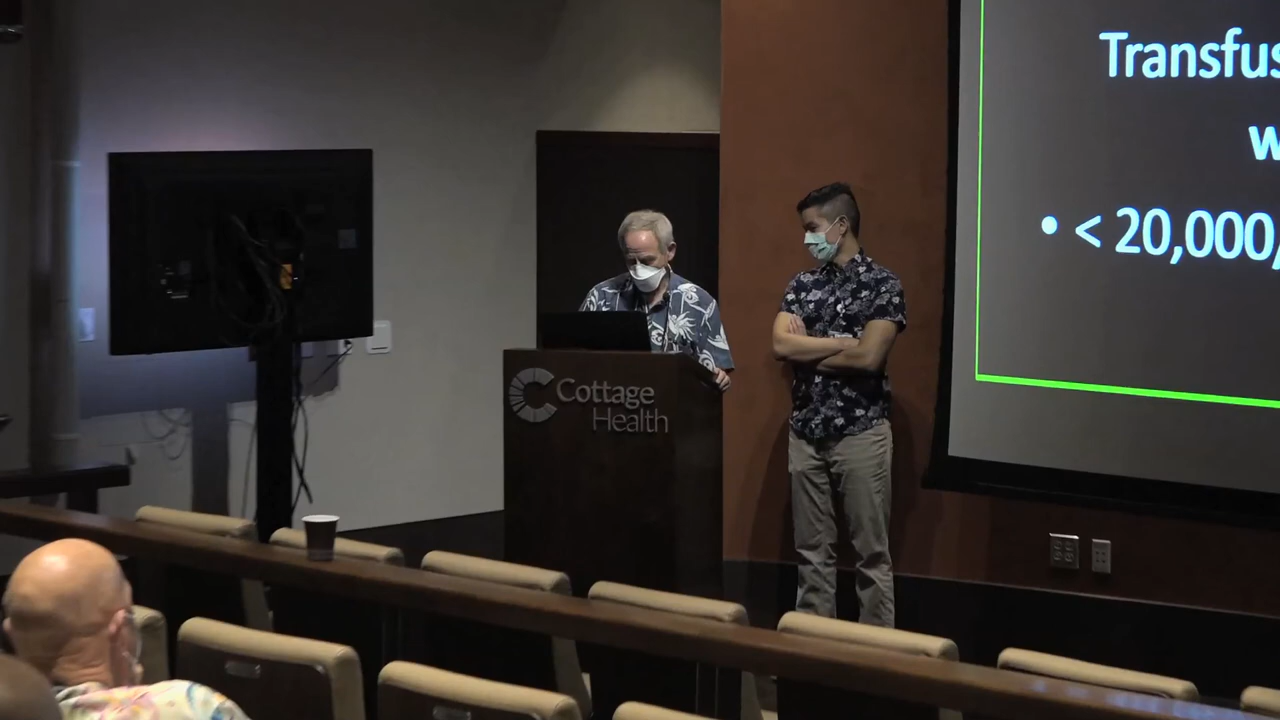 Transfus
w
• < 20,000/
Cottage
Health